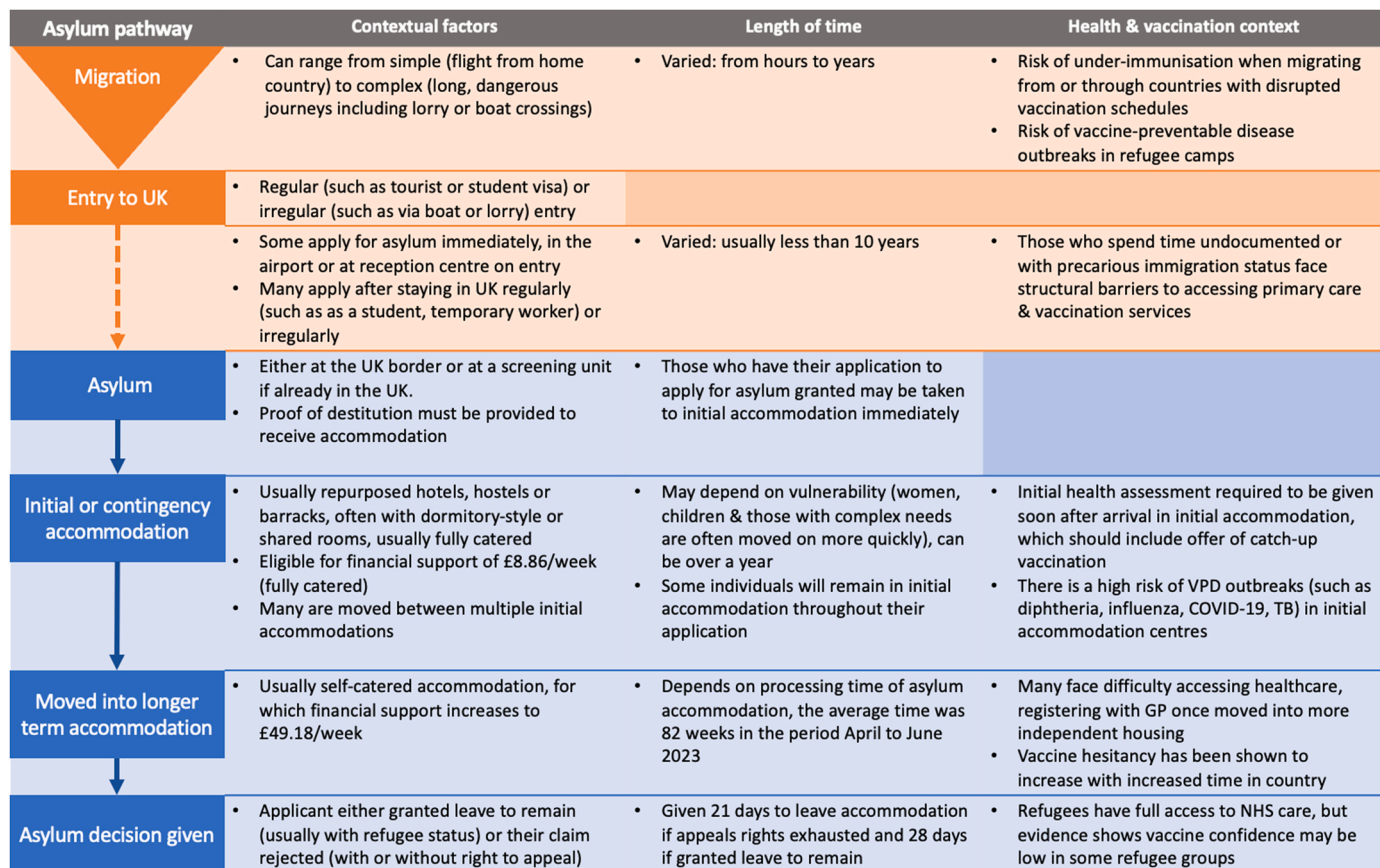 Asylum pathway
Contextual factors
Length of time
Health & vaccination context
Migration
• Can range from simple (flight from home
country) to complex (long, dangerous
journeys including lorry or boat crossings)
• Varied: from hours to years
• Risk of under-immunisation when migrating
from or through countries with disrupted
vaccination schedules
• Risk of vaccine-preventable disease
outbreaks in refugee camps
Entry to UK
• Regular (such as tourist or student visa) or
irregular (such as via boat or lorry) entry
• Some apply for asylum immediately, in the
airport or at reception centre on entry
• Many apply after staying in UK regularly
(such as as a student, temporary worker) or
irregularly
• Varied: usually less than 10 years
• Those who spend time undocumented or
with precarious immigration status face
structural barriers to accessing primary care
& vaccination services
Asylum
• Either at the UK border or at a screening unit
if already in the UK.
• Proof of destitution must be provided to
receive accommodation
• Those who have their application to
apply for asylum granted may be taken
to initial accommodation immediately
Initial or contingency
accommodation
• Usually repurposed hotels, hostels or
barracks, often with dormitory-style or
shared rooms, usually fully catered
• Eligible for financial support of £8.86/week
(fully catered)
• Many are moved between multiple initial
accommodations
• May depend on vulnerability (women,
children & those with complex needs
are often moved on more quickly), can
be over a year
• Some individuals will remain in initial
accommodation throughout their
application
• Initial health assessment required to be given
soon after arrival in initial accommodation,
which should include offer of catch-up
vaccination
• There is a high risk of VPD outbreaks (such as
diphtheria, influenza, COVID-19, TB) in initial
accommodation centres
Moved into longer
term accommodation
• Usually self-catered accommodation, for
which financial support increases to
£49.18/week
• Depends on processing time of asylum
accommodation, the average time was
82 weeks in the period April to June
2023
• Many face difficulty accessing healthcare,
registering with GP once moved into more
independent housing
• Vaccine hesitancy has been shown to
increase with increased time in country
Asylum decision given
• Applicant either granted leave to remain
(usually with refugee status) or their claim
rejected (with or without right to appeal)
• Given 21 days to leave accommodation
if appeals rights exhausted and 28 days
if granted leave to remain
• Refugees have full access to NHS care, but
evidence shows vaccine confidence may be
low in some refugee groups